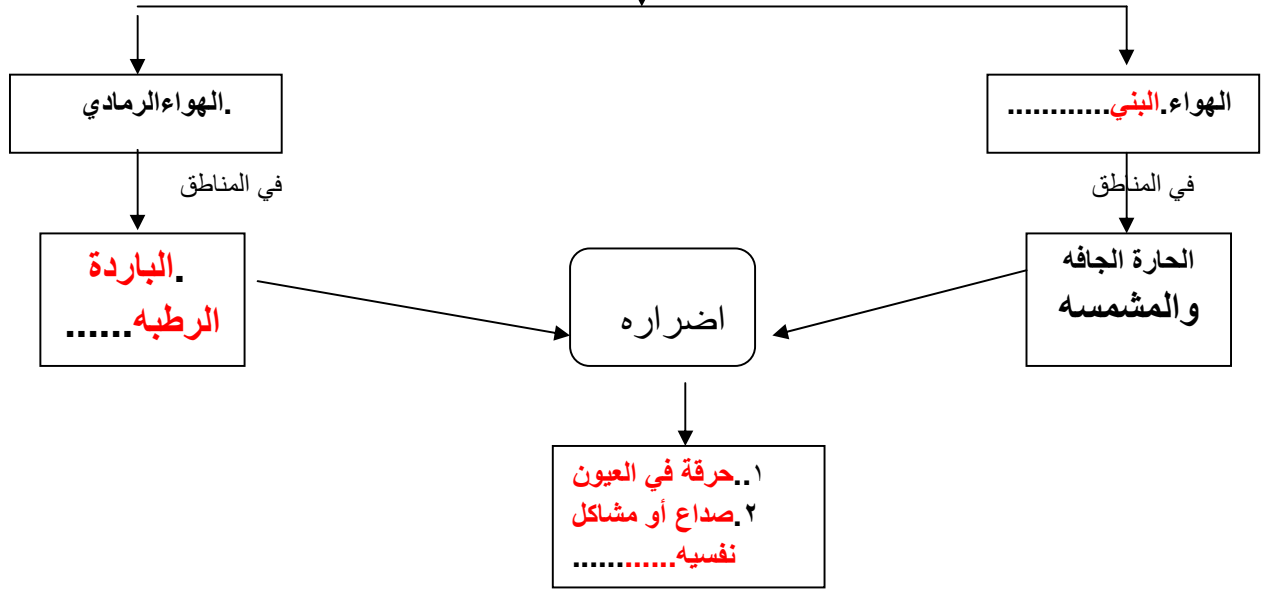 الهواء.البني............
.الهواءالرمادي
في المناطق
في المناطق
الحارة الجافه
والمشمسه
.الباردة
الرطبه......
اضراره
١..حرقة في العيون
٢.صداع أو مشاكل
نفسيه............